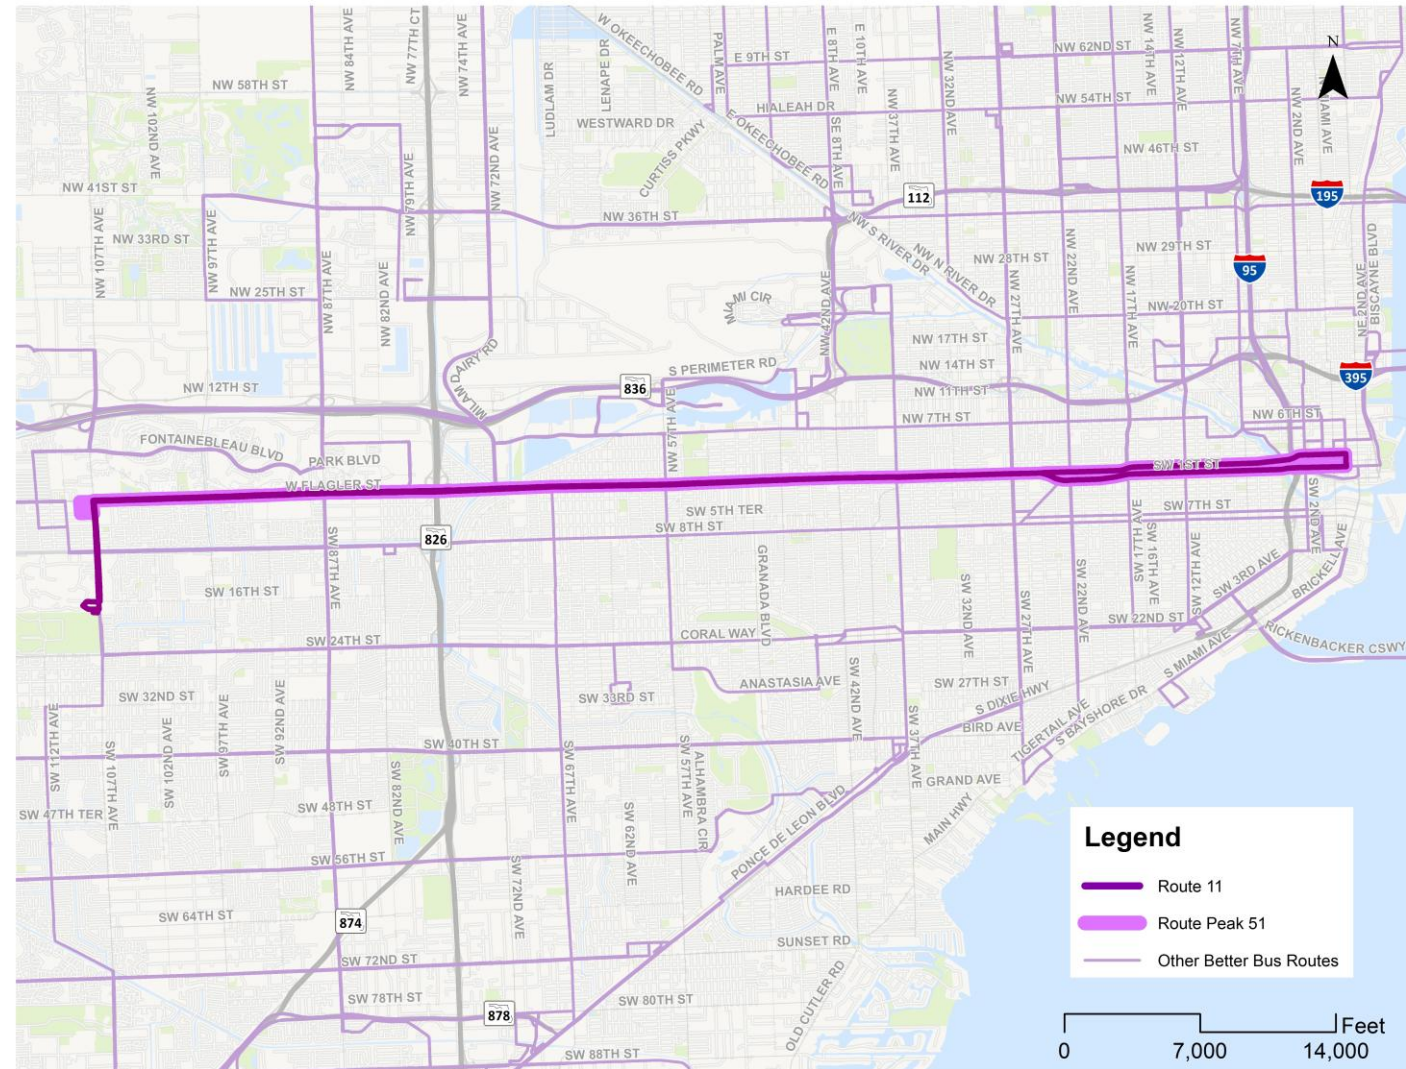 NW 84TH AVE
NW 77TH CT
NW 74TH AVE
W OKEECHOBEE RD
PALM AVE
E 8TH AVE
E 10TH AVE
NW 62ND ST
NW 14TH AVE
NW 12TH AVE
NW 7TH AVE
N
E 9TH ST
LUDLAM DR
LENAPE DR
NW 58TH ST
HIALEAH DR
NW 54TH ST
NW 32ND AVE
NW 37TH AVE
NW 102ND AVE
WESTWARD DR
E OKEECHOBEE RD
SE 8TH AVE
NW 2ND AVE
N MIAMI AVE
NW 46TH ST
CURTISS PKWY
NW 72ND AVE
NW 79TH AVE
NW 41ST ST
112
195
NW 36TH ST
NW S RIVER DR
NW N RIVER DR
NW 33RD ST
NW 107TH AVE
NW 97TH AVE
NW 87TH AVE
NW 82ND AVE
NW 28TH ST
NW 29TH ST
NW 27TH AVE
NW 22ND AVE
NW 17TH AVE
95
NE 2ND AVE
BISCAYNE BLVD
NW 25TH ST
MIAMI CIR
NW 42ND AVE
NW 20TH ST
NW 17TH ST
NW 14TH ST
MILAM DAIRY RD
S PERIMETER RD
836
NW 12TH ST
NW 11TH ST
395
NW 57TH AVE
NW 7TH ST
NW 6TH ST
FONTAINEBLEAU BLVD
PARK BLVD
SW 1ST ST
W FLAGLER ST
SW 5TH TER
SW 7TH ST
SW 8TH ST
826
SW 87TH AVE
GRANADA BLVD
SW 17TH AVE
SW 16TH AVE
SW 12TH AVE
SW 2ND AVE
SW 3RD AVE
BRICKELL AVE
SW 16TH ST
SW 32ND AVE
SW 27TH AVE
SW 22ND AVE
SW 22ND ST
SW 24TH ST
CORAL WAY
RICKENBACKER CSWY
S MIAMI AVE
ANASTASIA AVE
SW 42ND AVE
SW 27TH ST
SW 32ND ST
SW 33RD ST
S DIXIE HWY
BIRD AVE
TIGERTAIL AVE
S BAYSHORE DR
SW 112TH AVE
SW 107TH AVE
SW 102ND AVE
SW 97TH AVE
SW 92ND AVE
SW 40TH ST
SW 82ND AVE
SW 67TH AVE
SW 57TH AVE
ALHAMBRA CIR
SW 37TH AVE
GRAND AVE
SW 47TH TER
SW 48TH ST
SW 62ND AVE
PONCE DE LEON BLVD
MAIN HWY
SW 56TH ST
SW 72ND AVE
HARDEE RD
SW 64TH ST
874
SUNSET RD
SW 72ND ST
OLD CUTLER RD
SW 78TH ST
878
SW 80TH ST
SW 88TH ST
Legend
Route 11
Route Peak 51
Other Better Bus Routes
Feet
0 7,000 14,000